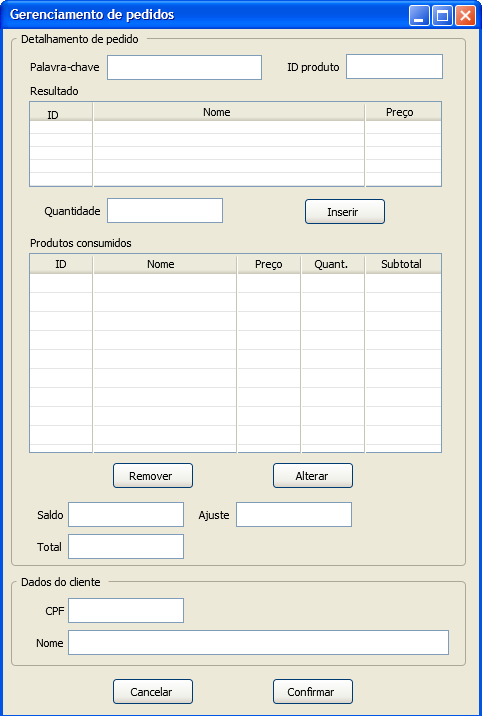 Gerenciamento de pedidos
Detalhamento de pedido
Palavra-chave ID produto
Resultado
ID Nome Preço
Quantidade Inserir
Produtos consumidos
ID Nome Preço Quant. Subtotal
Remover Alterar
Saldo Ajuste
Total
Dados do cliente
CPF
Nome
Cancelar Confirmar